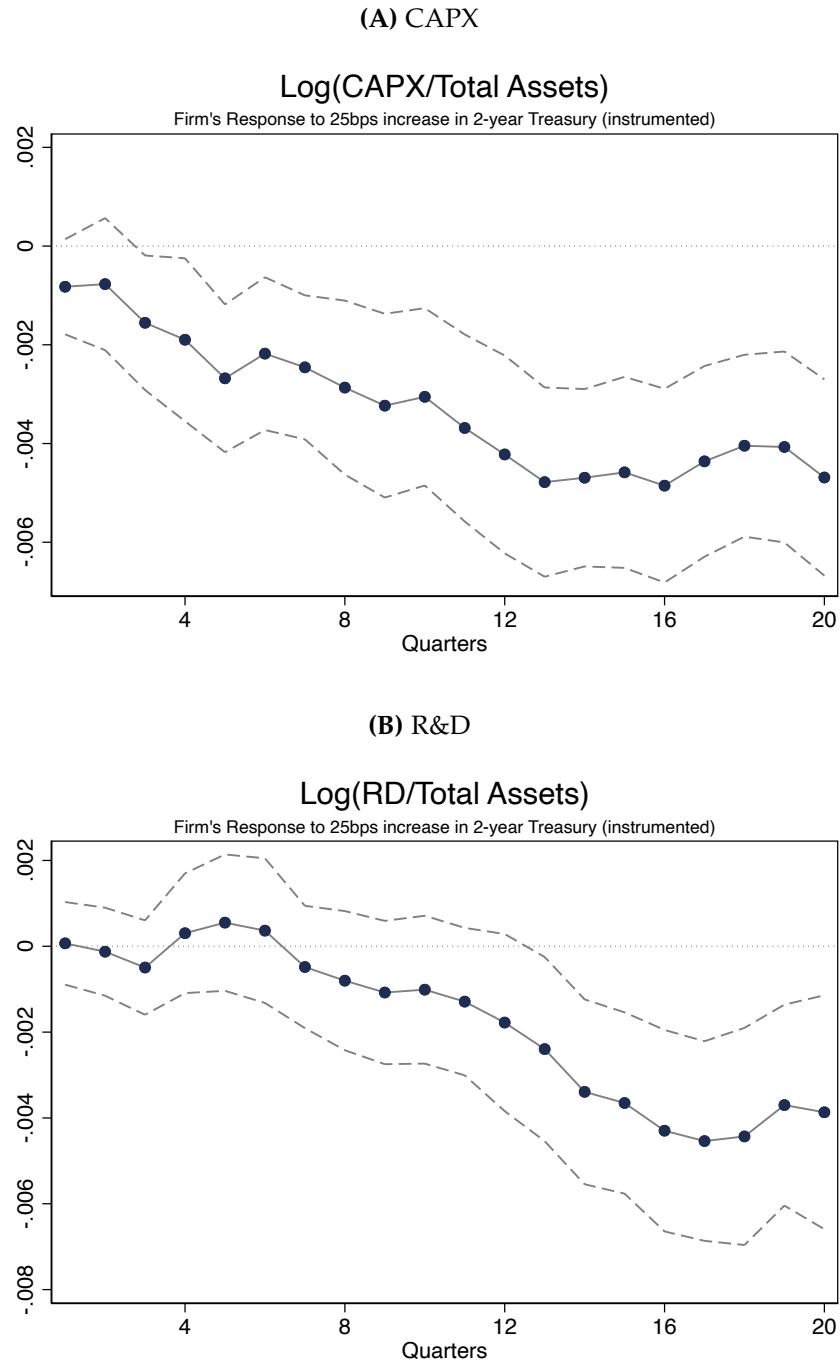 (A) CAPX
Log(CAPX/Total Assets)
Firm's Response to 25bps increase in 2-year Treasury (instrumented)
.002
0
-.002
-.004
-.006
4 8 12 16 20
Quarters
(B) R&D
Log(RD/Total Assets)
Firm's Response to 25bps increase in 2-year Treasury (instrumented)
.002
0
-.002
-.004
-.006
-.008
4 8 12 16 20
Quarters